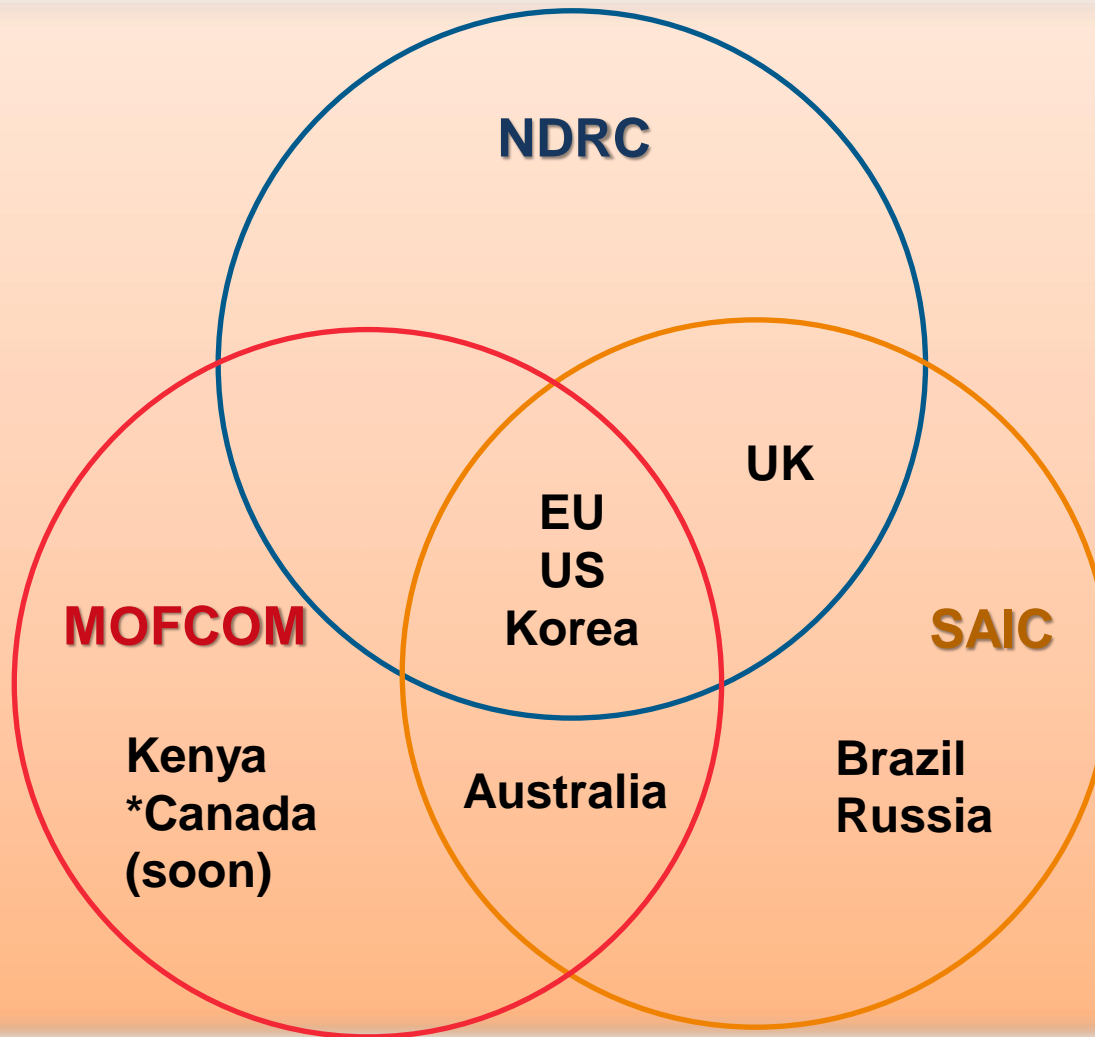 NDRC
UK
EU
US
Korea
MOFCOM
SAIC
Kenya
*Canada
(soon)
Australia
Brazil
Russia